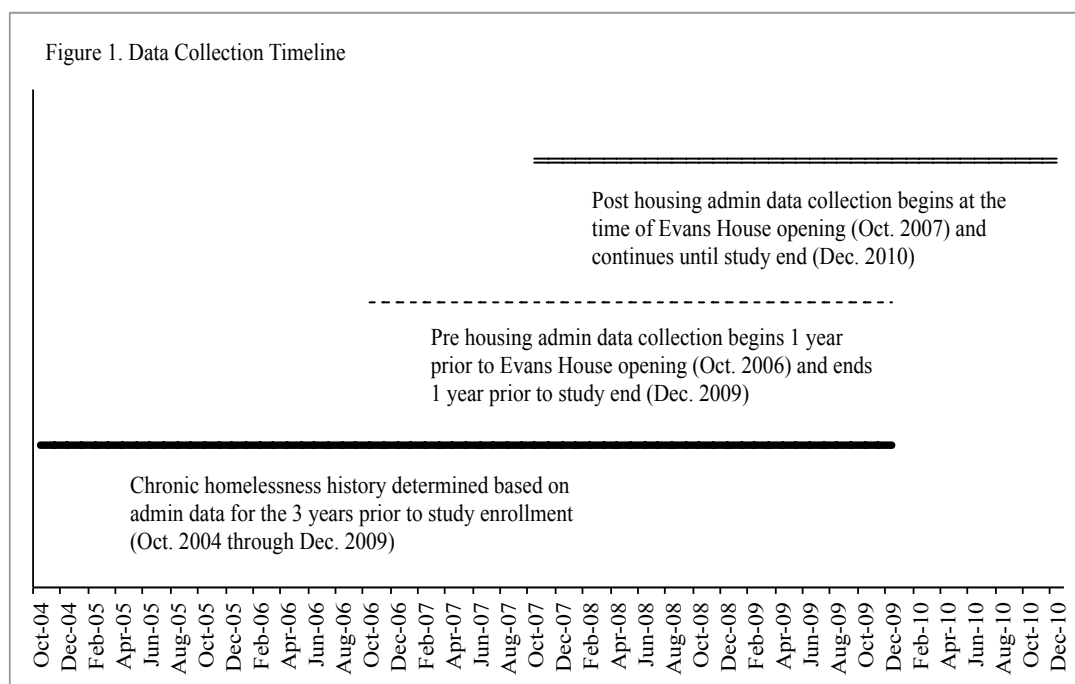 Figure 1. Data Collection Timeline
Post housing admin data collection begins at the
time of Evans House opening (Oct. 2007) and
continues until study end (Dec. 2010)
Pre housing admin data collection begins 1 year
prior to Evans House opening (Oct. 2006) and ends
1 year prior to study end (Dec. 2009)
Chronic homelessness history determined based on
admin data for the 3 years prior to study enrollment
(Oct. 2004 through Dec. 2009)
Oct-04
Dec-04
Feb-05
Apr-05
Jun-05
Aug-05
Oct-05
Dec-05
Feb-06
Apr-06
Jun-06
Aug-06
Oct-06
Dec-06
Feb-07
Apr-07
Jun-07
Aug-07
Oct-07
Dec-07
Feb-08
Apr-08
Jun-08
Aug-08
Oct-08
Dec-08
Feb-09
Apr-09
Jun-09
Aug-09
Oct-09
Dec-09
Feb-10
Apr-10
Jun-10
Aug-10
Oct-10
Dec-10